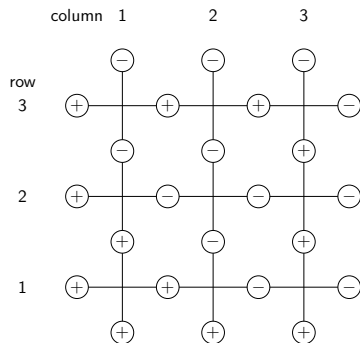 column 1 2 3
− − −
row
3 + + + −
− − +
2 + − − −
+ − +
1 + + − −
+ + +